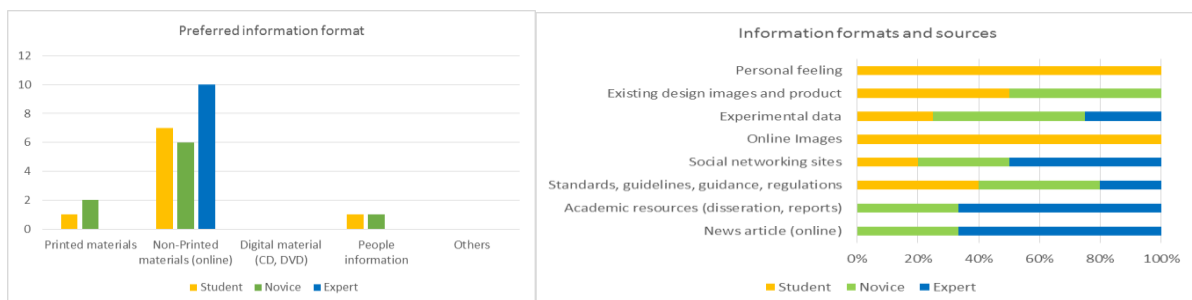 Preferred information format
12
10
8
6
4
2
0
Printed materials
Non-Printed
materials (online)
Digital material
(CD, DVD)
People
information
Others
Student
Novice
Expert
Information formats and sources
Personal feeling
Existing design images and product
Experimental data
Online Images
Social networking sites
Standards, guidelines, guidance, regulations
Academic resources (disseration, reports)
News article (online)
0%
20%
40%
60%
80%
100%
Student
Novice
Expert